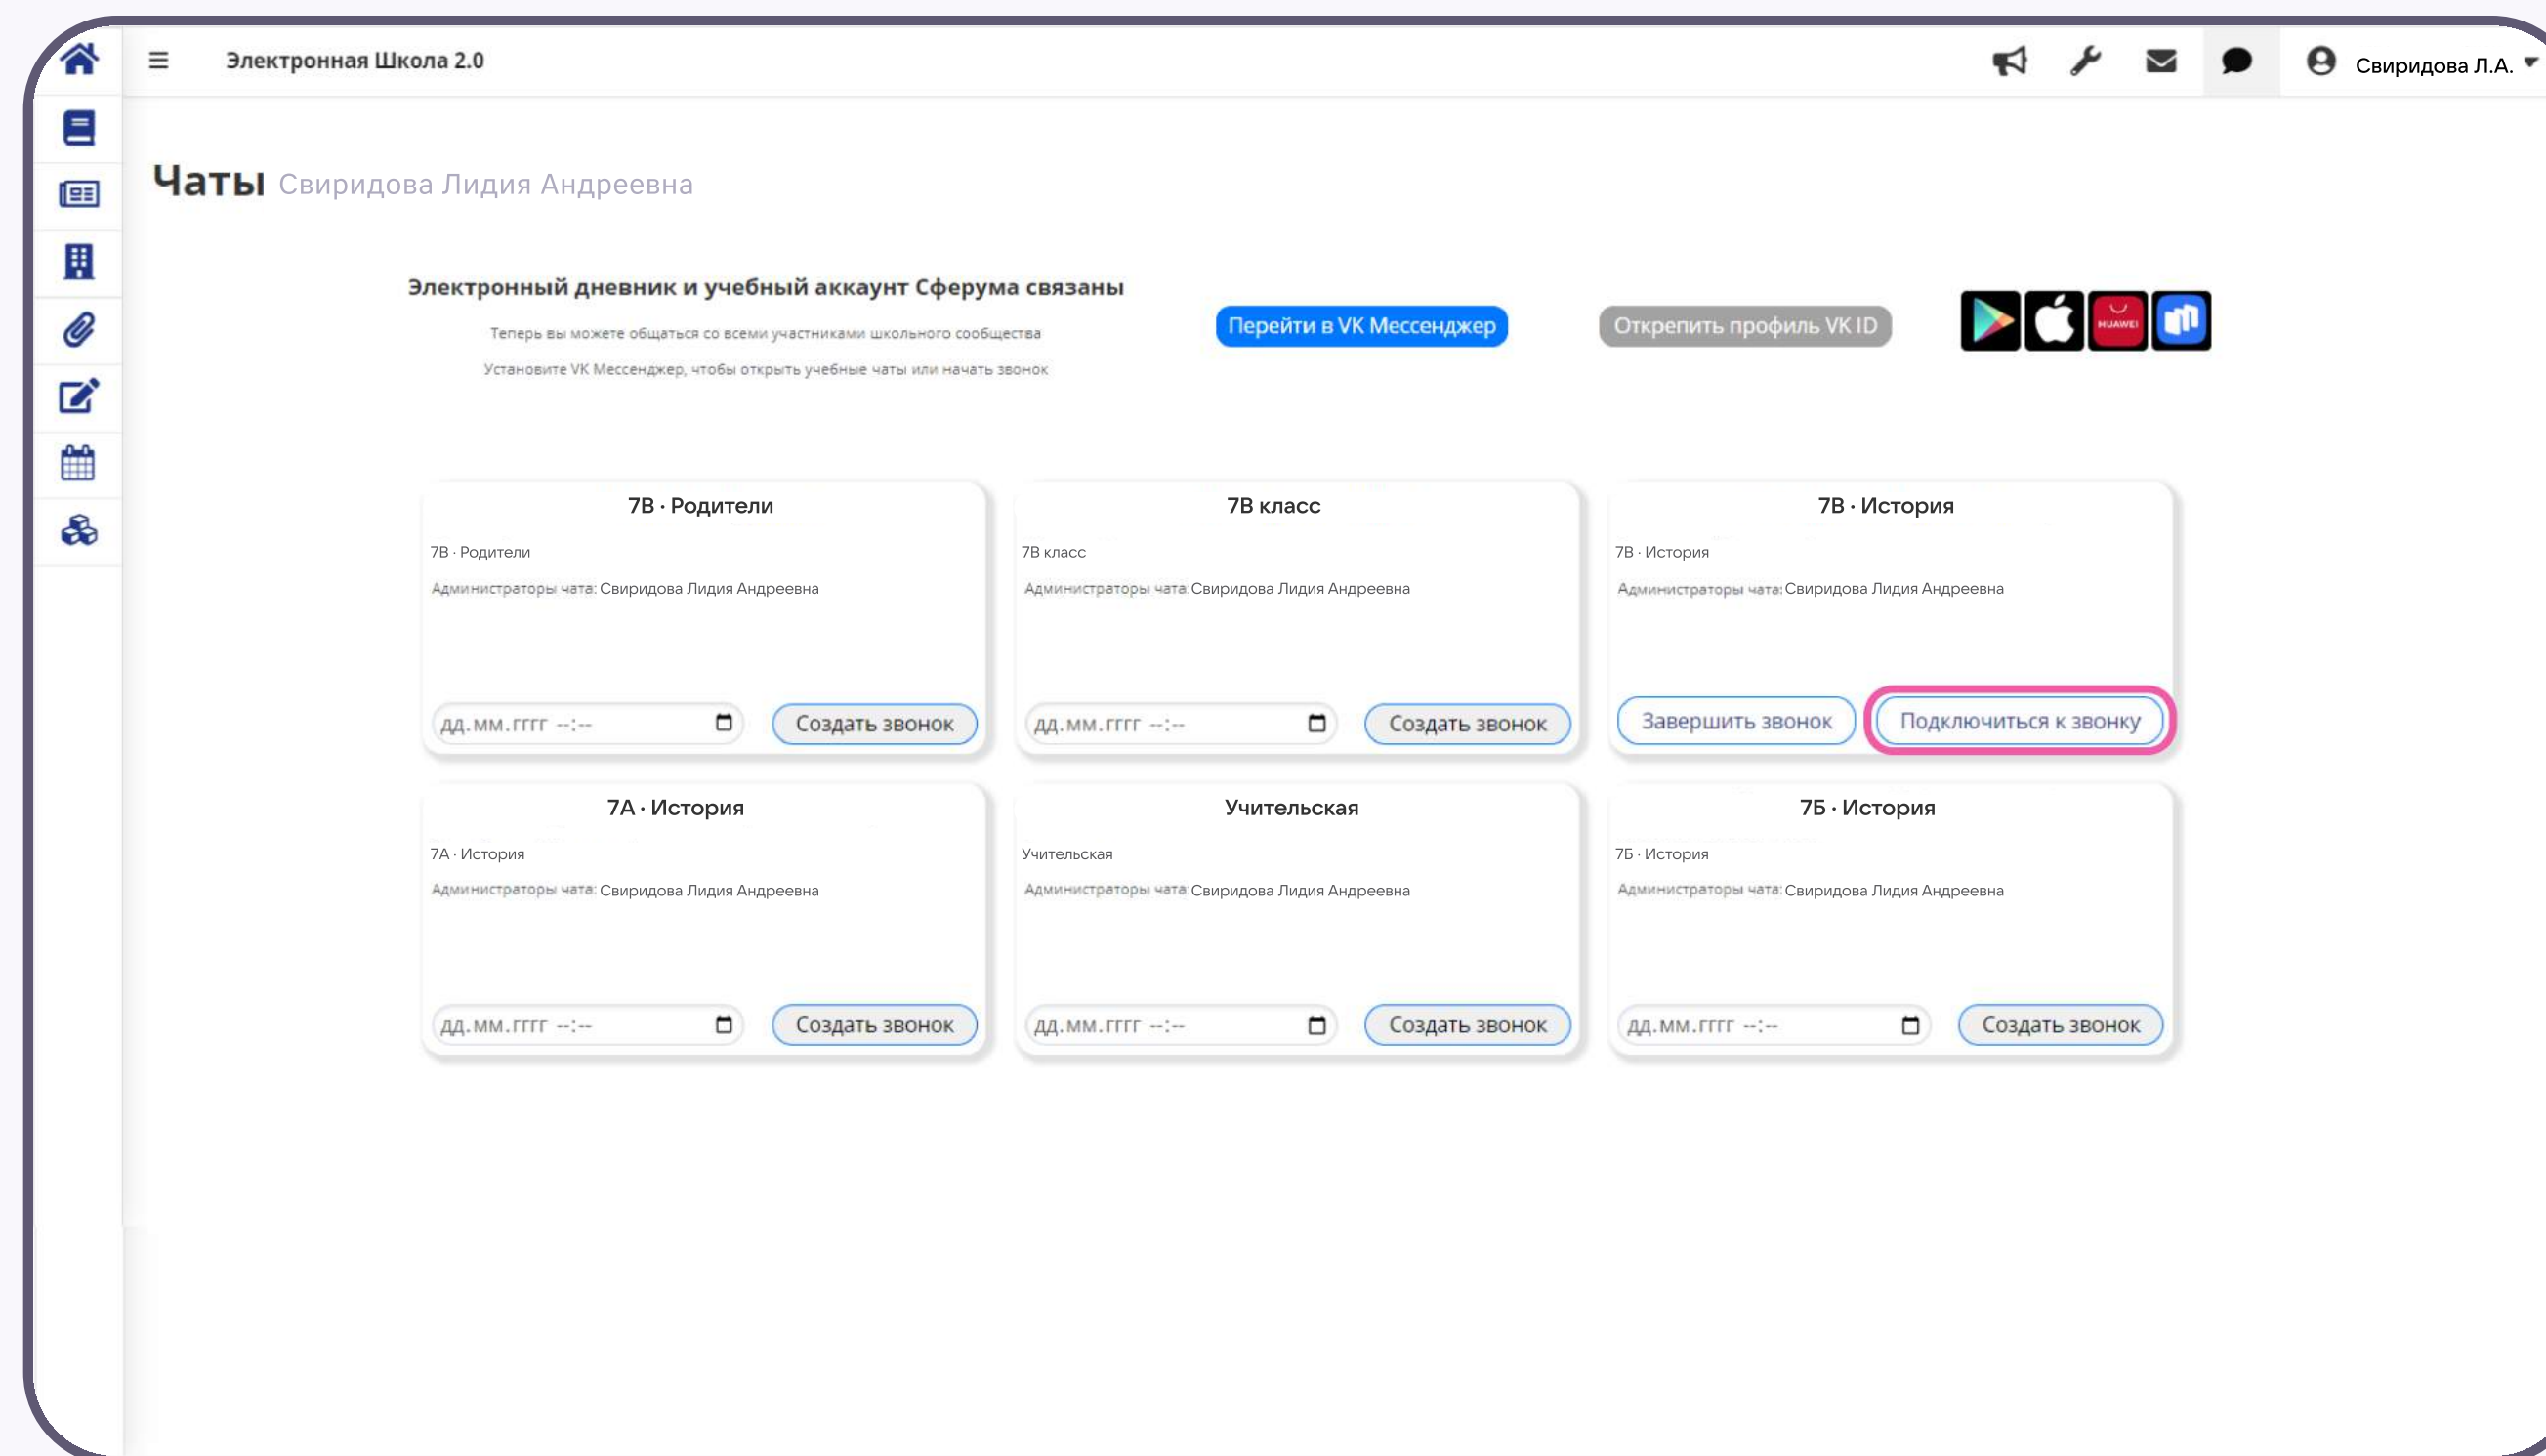 Электронная Школа 2.0
Свиридова Л.А.
Чаты Свиридова Лидия Андреевна
Электронный дневник и учебный аккаунт Сферума связаны
Теперь вы можете общаться со всеми участниками школьного сообщества
Установите VK Мессенджер, чтобы открыть учебные чаты или начать звонок
Перейти в VK Мессенджер
Открепить профиль VK ID
HUAWEI
7В · Родители
7В · Родители
Администраторы чата: Свиридова Лидия Андреевна
дд.мм.гггг --:--
Создать звонок
7В класс
7В класс
Администраторы чата: Свиридова Лидия Андреевна
дд.мм.гггг --:--
Создать звонок
7В · История
7В · История
Администраторы чата: Свиридова Лидия Андреевна
Завершить звонок
Подключиться к звонку
7А · История
7А · История
Администраторы чата: Свиридова Лидия Андреевна
дд.мм.гггг --:--
Создать звонок
Учительская
Учительская
Администраторы чата: Свиридова Лидия Андреевна
дд.мм.гггг --:--
Создать звонок
7Б · История
7Б · История
Администраторы чата: Свиридова Лидия Андреевна
дд.мм.гггг --:--
Создать звонок